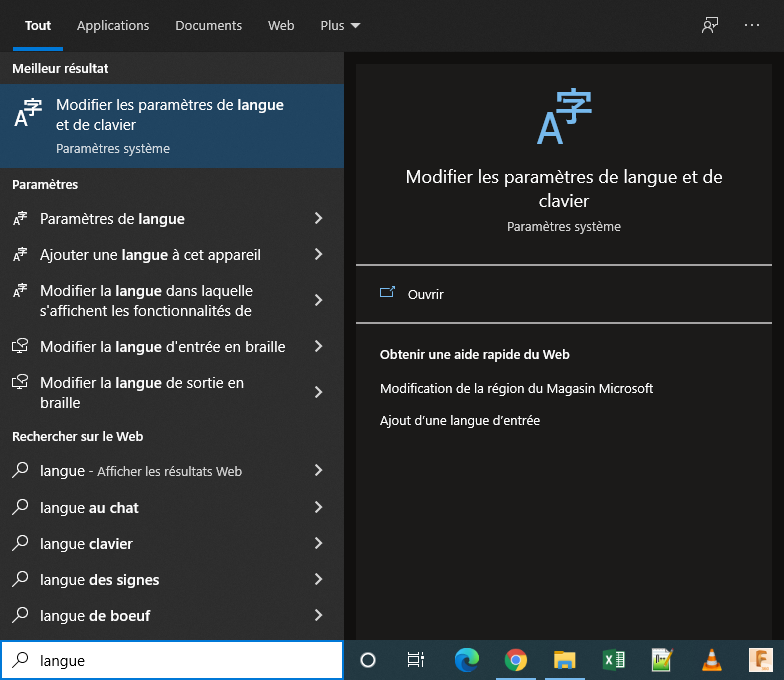 Tout Applications Documents Web Plus
Meilleur résultat
Modifier les paramètres de langue
et de clavier
Paramètres système
Paramètres
Paramètres de langue
Ajouter une langue à cet appareil
Modifier la langue dans laquelle
s'affichent les fonctionnalités de
Modifier la langue d'entrée en braille
Modifier la langue de sortie en
braille
Rechercher sur le Web
langue - Afficher les résultats Web
langue au chat
langue clavier
langue des signes
langue de boeuf
langue
Modifier les paramètres de langue et de
clavier
Paramètres système
Ouvrir
Obtenir une aide rapide du Web
Modification de la région du Magasin Microsoft
Ajout d’une langue d’entrée